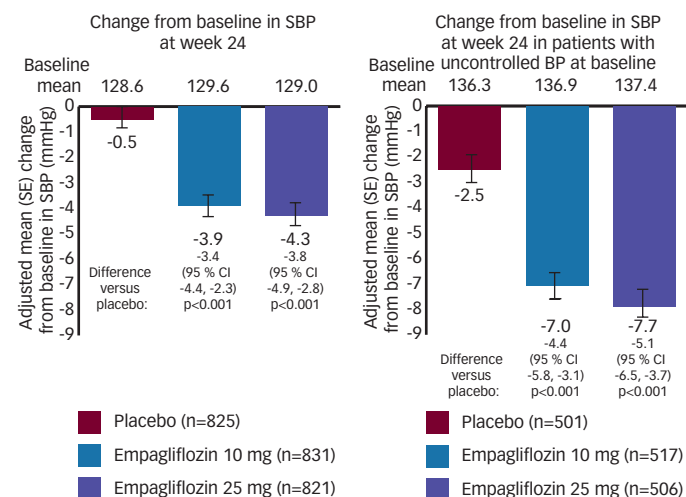 Change from baseline in SBP
at week 24
Baseline
mean 128.6 129.6 129.0
Adjusted mean (SE) change
from baseline in SBP (mmHg)
0
-1
-2
-3
-4
-5
-6
-7
-8
-9
-0.5
-3.9 -4.3
-3.4 -3.8
Difference (95 % CI (95 % CI
versus -4.4, -2.3) -4.9, -2.8)
placebo: p<0.001 p<0.001
Placebo (n=825)
Empagliflozin 10 mg (n=831)
Empagliflozin 25 mg (n=821)
Change from baseline in SBP
at week 24 in patients with
uncontrolled BP at baseline
Baseline
mean 136.3 136.9 137.4
Adjusted mean (SE) change
from baseline in SBP (mmHg)
0
-1
-2
-3
-4
-5
-6
-7
-8
-9
-2.5
-7.0 -7.7
-4.4 -5.1
Difference (95 % CI (95 % CI
versus -5.8, -3.1) -6.5, -3.7)
placebo: p<0.001 p<0.001
Placebo (n=501)
Empagliflozin 10 mg (n=517)
Empagliflozin 25 mg (n=506)